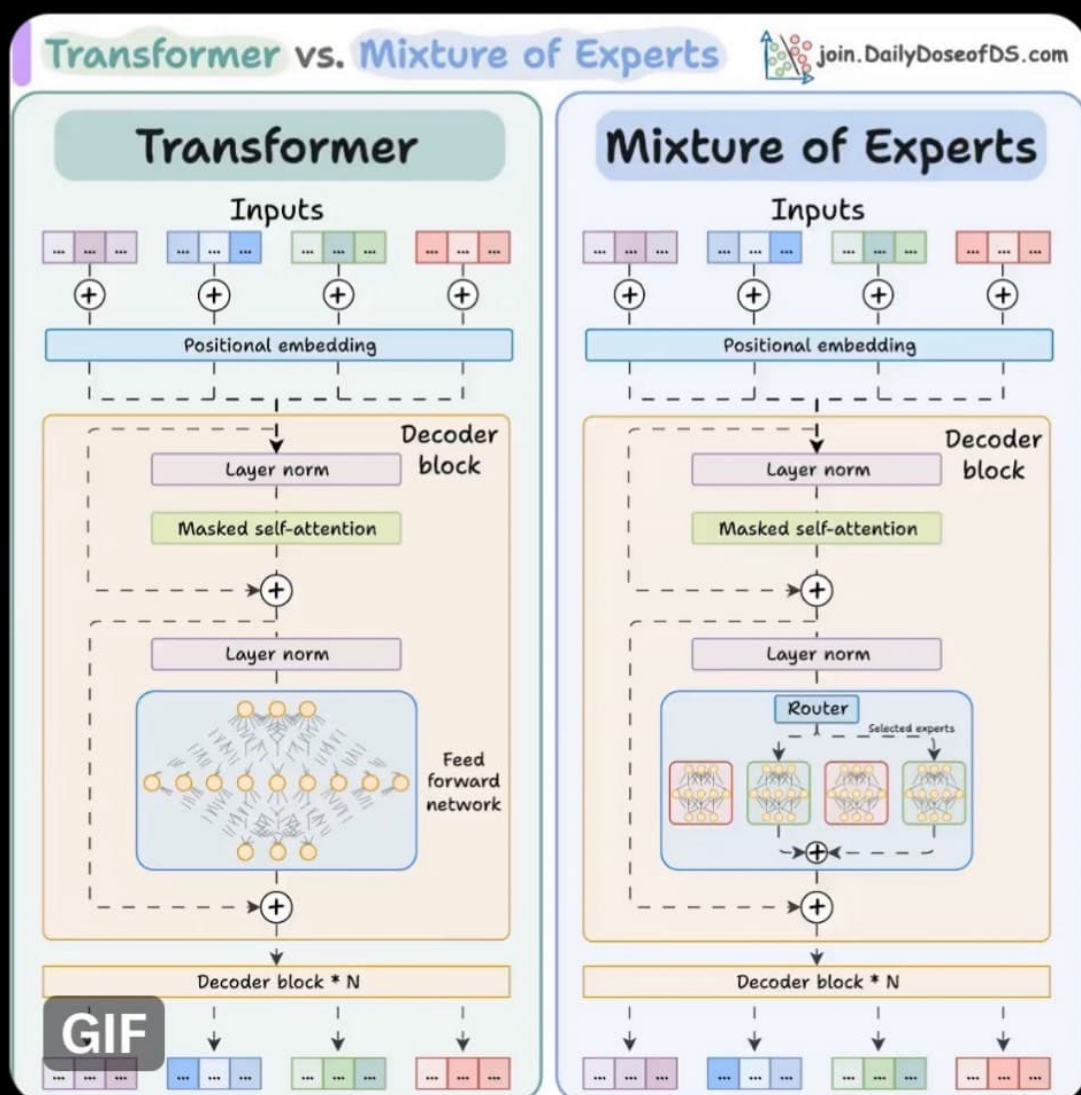 Transformer vs. Mixture of Experts
join.DailyDoseofDS.com
Transformer
Inputs
... ... ... ... ... ... ... ... ... ... ... ...
+ + + +
Positional embedding
Decoder
block
Layer norm
Masked self-attention
+
Layer norm
Feed
forward
network
+
Decoder block * N
GIF
... ... ... ... ... ... ... ... ... ... ... ...
Mixture of Experts
Inputs
... ... ... ... ... ... ... ... ... ... ... ...
+ + + +
Positional embedding
Decoder
block
Layer norm
Masked self-attention
+
Layer norm
Router
Selected experts
+
+
Decoder block * N
... ... ... ... ... ... ... ... ... ... ... ...